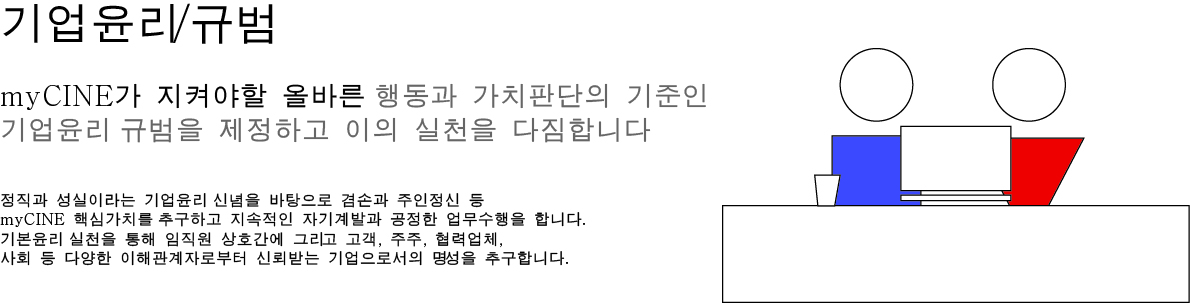 기업윤리/규범
myCINE가 지켜야할 올바른 행동과 가치판단의 기준인
기업윤리 규범을 제정하고 이의 실천을 다짐합니다
정직과 성실이라는 기업윤리 신념을 바탕으로 겸손과 주인정신 등
myCINE 핵심가치를 추구하고 지속적인 자기계발과 공정한 업무수행을 합니다.
기본윤리 실천을 통해 임직원 상호간에 그리고 고객, 주주, 협력업체,
사회 등 다양한 이해관계자로부터 신뢰받는 기업으로서의 명성을 추구합니다.